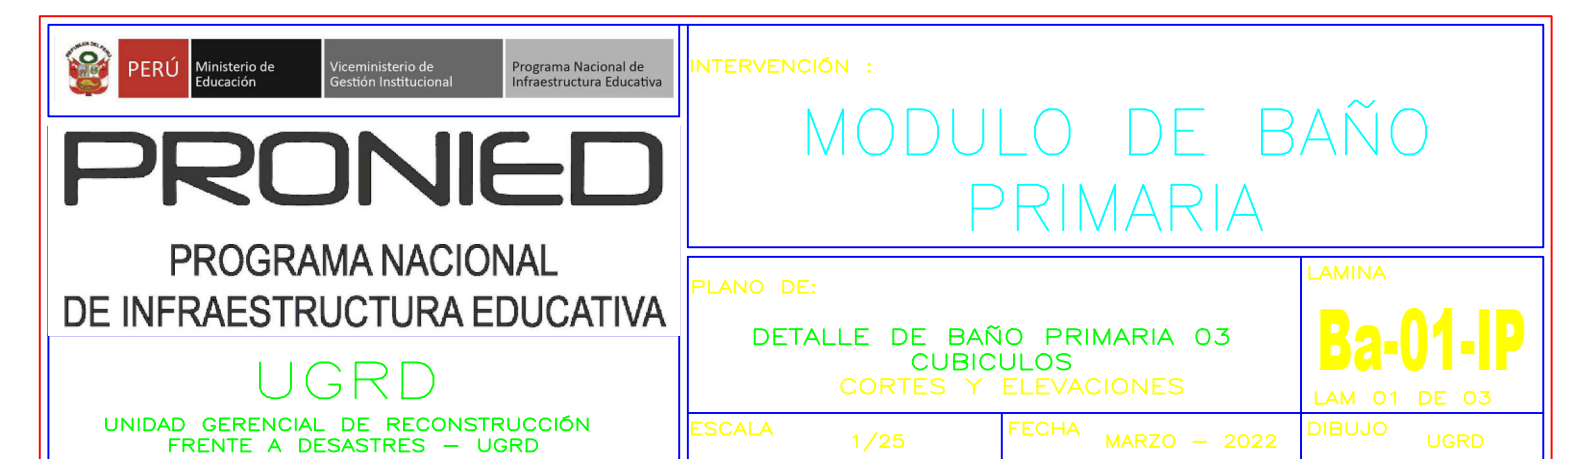 PERÚ
Ministerio de
Educación
Viceministerio de
Gestión Institucional
Programa Nacional de
Infraestructura Educativa
PRONIED
PROGRAMA NACIONAL
DE INFRAESTRUCTURA EDUCATIVA
UGRD
UNIDAD GERENCIAL DE RECONSTRUCCIÓN
FRENTE A DESASTRES – UGRD
INTERVENCIÓN :
MODULO DE BAÑO
PRIMARIA
PLANO DE:
DETALLE DE BAÑO PRIMARIA 03
CUBICULOS
CORTES Y ELEVACIONES
LAMINA
Ba-01-IP
LAM 01 DE 03
ESCALA
1/25
FECHA
MARZO – 2022
DIBUJO
UGRD